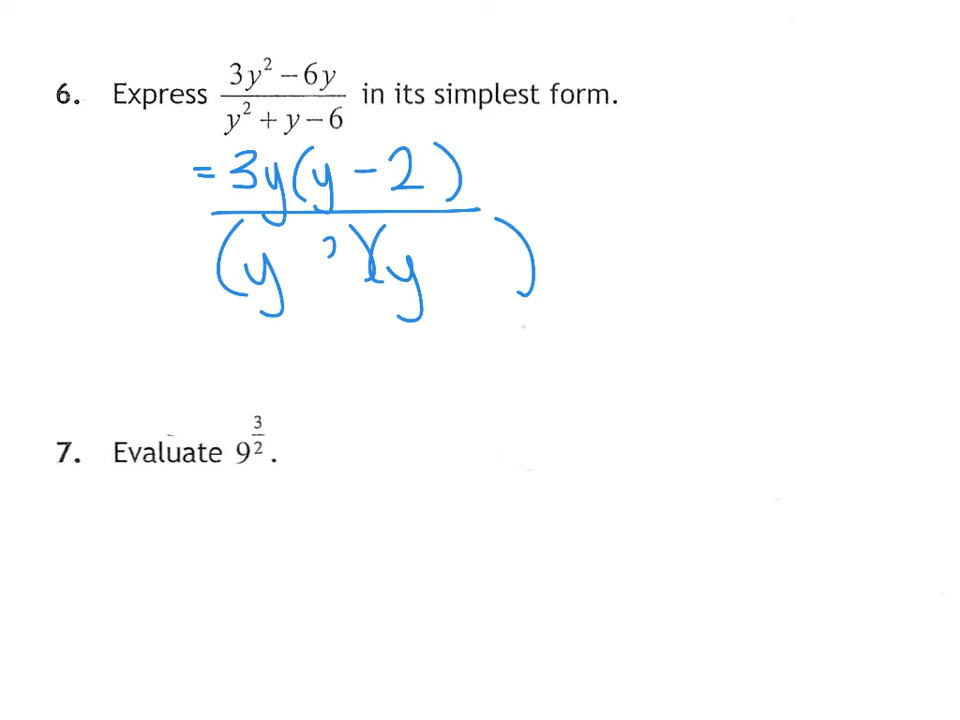 6. Express (3y² − 6y)/(y² + y − 6) in its simplest form.
= 3y(y − 2)
(y )(y )
7. Evaluate 9^(3/2).